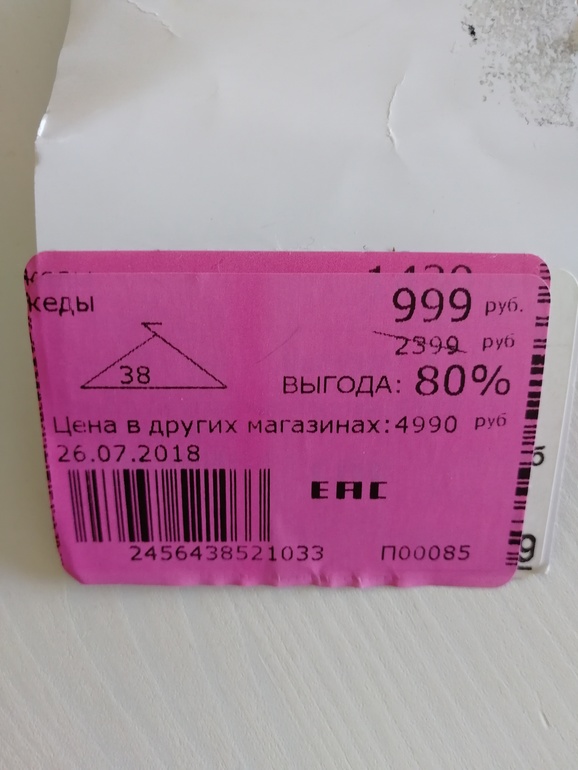 кеды
999 руб.
2399 руб
38
ВЫГОДА: 80%
Цена в других магазинах:4990 руб
26.07.2018
EAC
2456438521033 П00085